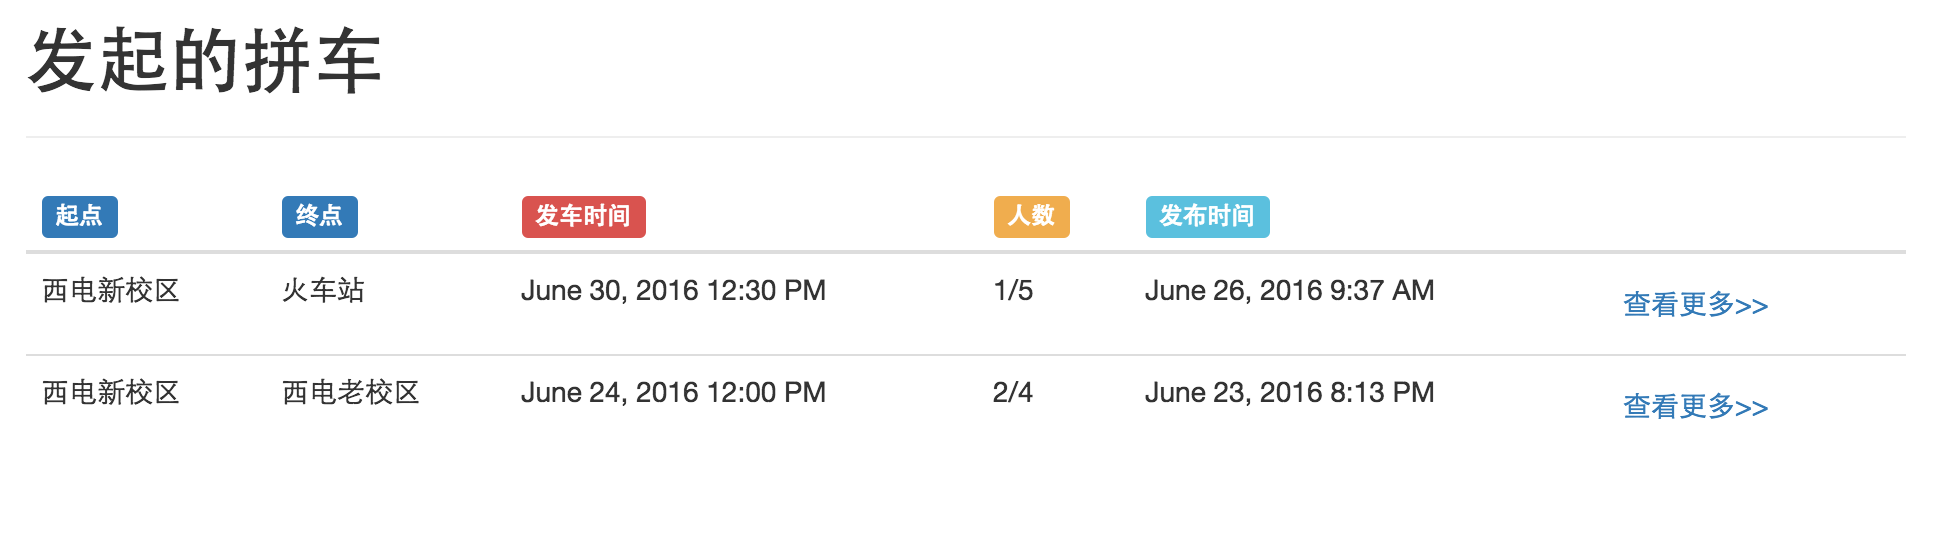 发起的拼车
起点 终点 发车时间 人数 发布时间
西电新校区 火车站 June 30, 2016 12:30 PM 1/5 June 26, 2016 9:37 AM 查看更多>>
西电新校区 西电老校区 June 24, 2016 12:00 PM 2/4 June 23, 2016 8:13 PM 查看更多>>